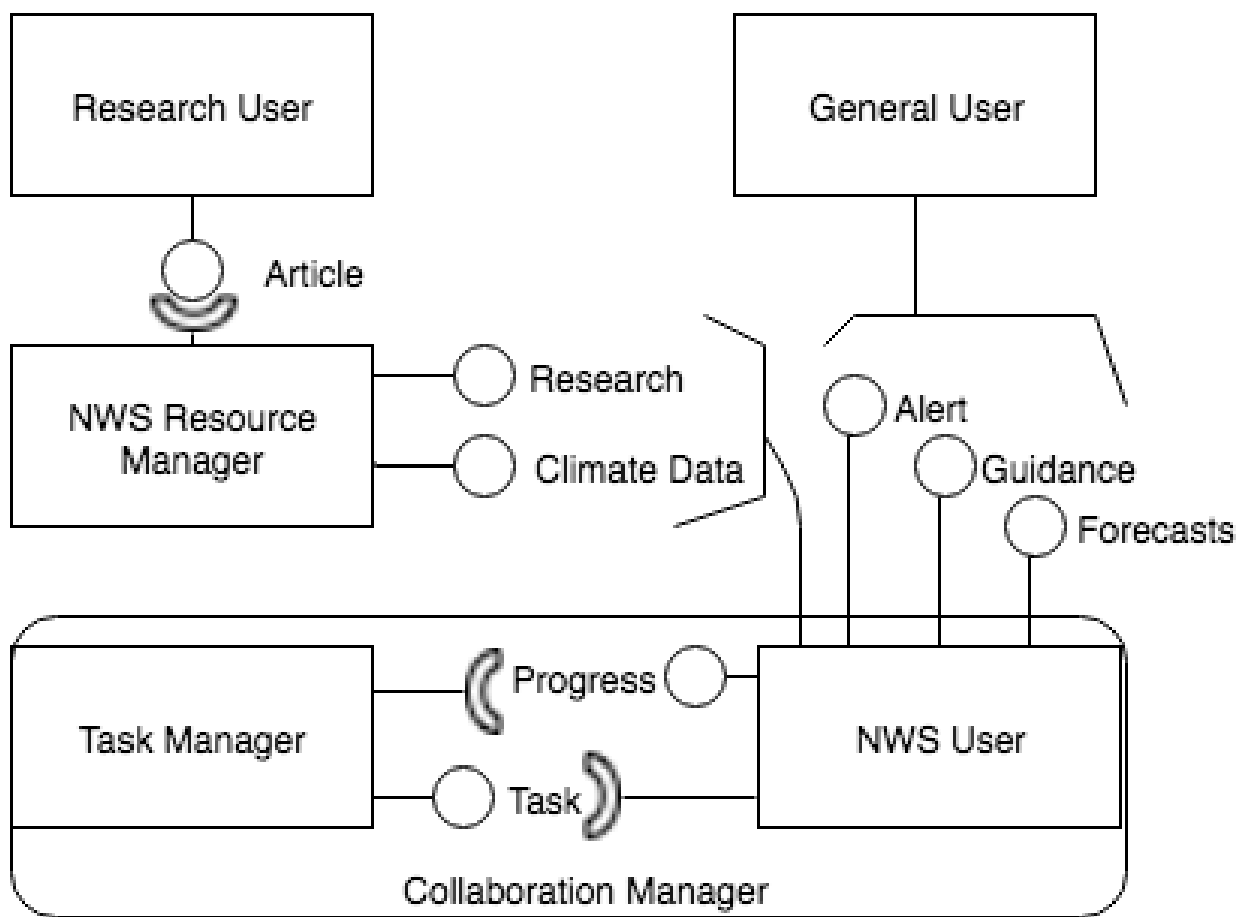 Research User
General User
Article
NWS Resource
Manager
Research
Climate Data
Alert
Guidance
Forecasts
Task Manager
Progress
Task
NWS User
Collaboration Manager